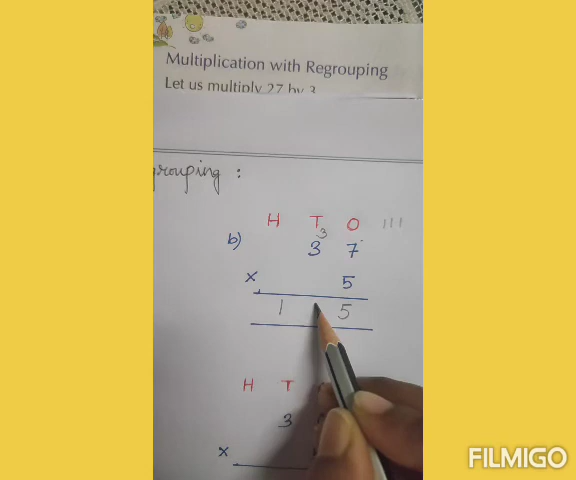 Multiplication with Regrouping
Let us multiply 27 by 3
grouping :
H T O
3
b) 3 7
x 5
1 5
H T
3
x
FILMIGO